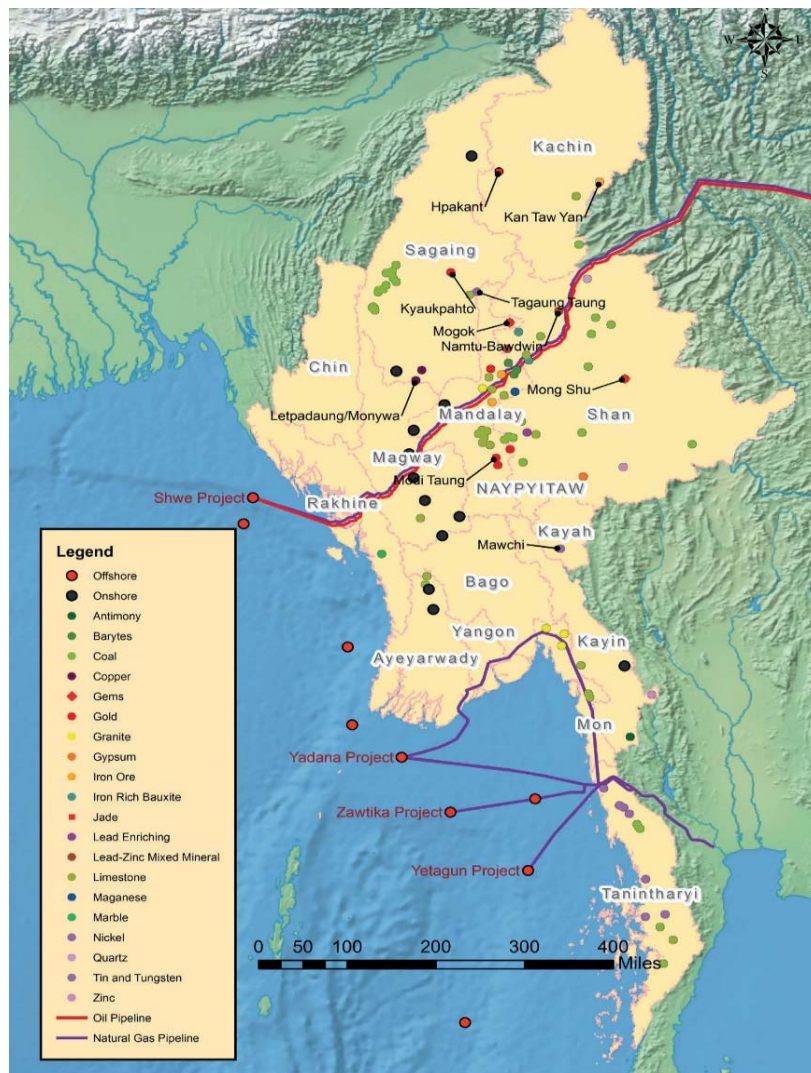 N
W
E
S
Kachin
Hpakant
Kan Taw Yan
Sagaing
Kyaukpahto
Tagaung Taung
Mogok
Namtu-Bawdwin
Chin
Mong Shu
Letpadaung/Monywa
Mandalay
Shan
Magway
Modi Taung
Shwe Project
Rakhine
NAYPYITAW
Kayah
Mawchi
Bago
Yangon
Kayin
Ayeyarwady
Mon
Yadana Project
Zawtika Project
Yetagun Project
Tanintharyi
0 50 100 200 300 400
Miles
Legend
Offshore
Onshore
Antimony
Barytes
Coal
Copper
Gems
Gold
Granite
Gypsum
Iron Ore
Iron Rich Bauxite
Jade
Lead Enriching
Lead-Zinc Mixed Mineral
Limestone
Maganese
Marble
Nickel
Quartz
Tin and Tungsten
Zinc
Oil Pipeline
Natural Gas Pipeline